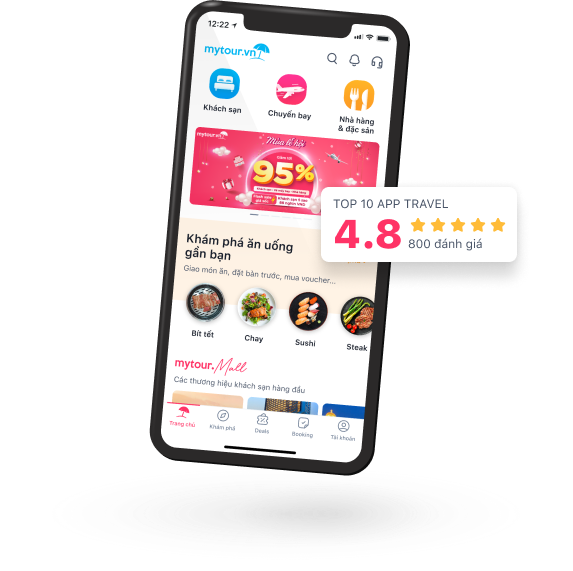 12:22
mytour.vn
Khách sạn
Chuyến bay
Nhà hàng
& đặc sản
mytour.vn
Mùa lễ hội
95%
TOP 10 APP TRAVEL
4.8
800 đánh giá
Khám phá ăn uống
gần bạn
Giao món ăn, đặt bàn trước, mua voucher...
Bít tết
Chay
Sushi
Steak
mytour.Mall
Các thương hiệu khách sạn hàng đầu
Trang chủ
Khám phá
Deals
Booking
Tài khoản